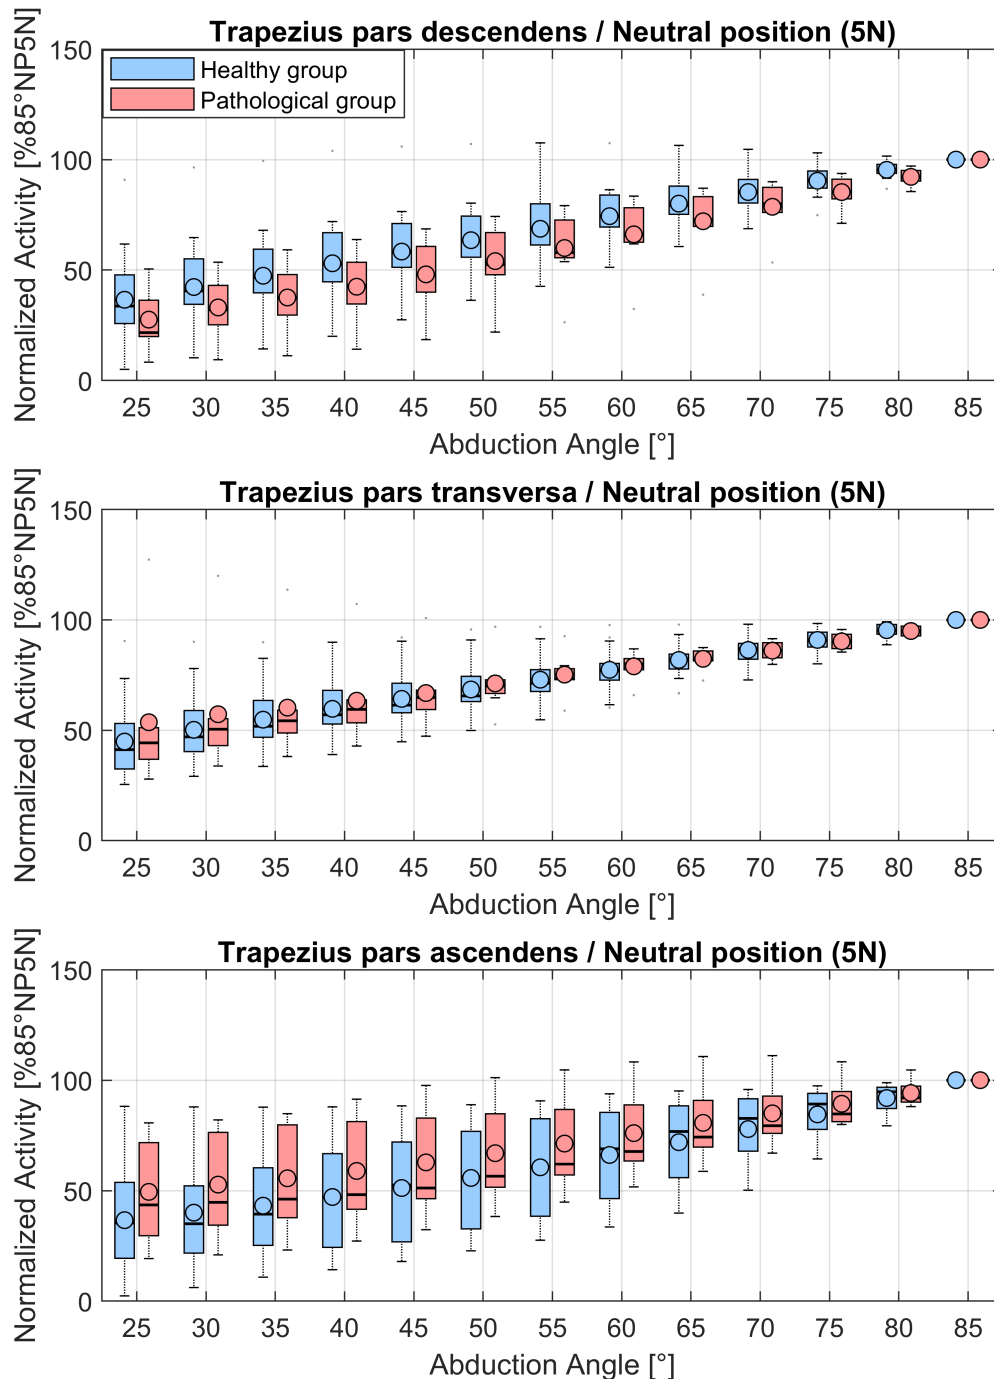 Trapezius pars descendens / Neutral position (5N)
Normalized Activity [%85°NP5N]
150
100
50
0
Healthy group
Pathological group
25 30 35 40 45 50 55 60 65 70 75 80 85
Abduction Angle [°]
Trapezius pars transversa / Neutral position (5N)
Normalized Activity [%85°NP5N]
150
100
50
0
25 30 35 40 45 50 55 60 65 70 75 80 85
Abduction Angle [°]
Trapezius pars ascendens / Neutral position (5N)
Normalized Activity [%85°NP5N]
150
100
50
0
25 30 35 40 45 50 55 60 65 70 75 80 85
Abduction Angle [°]